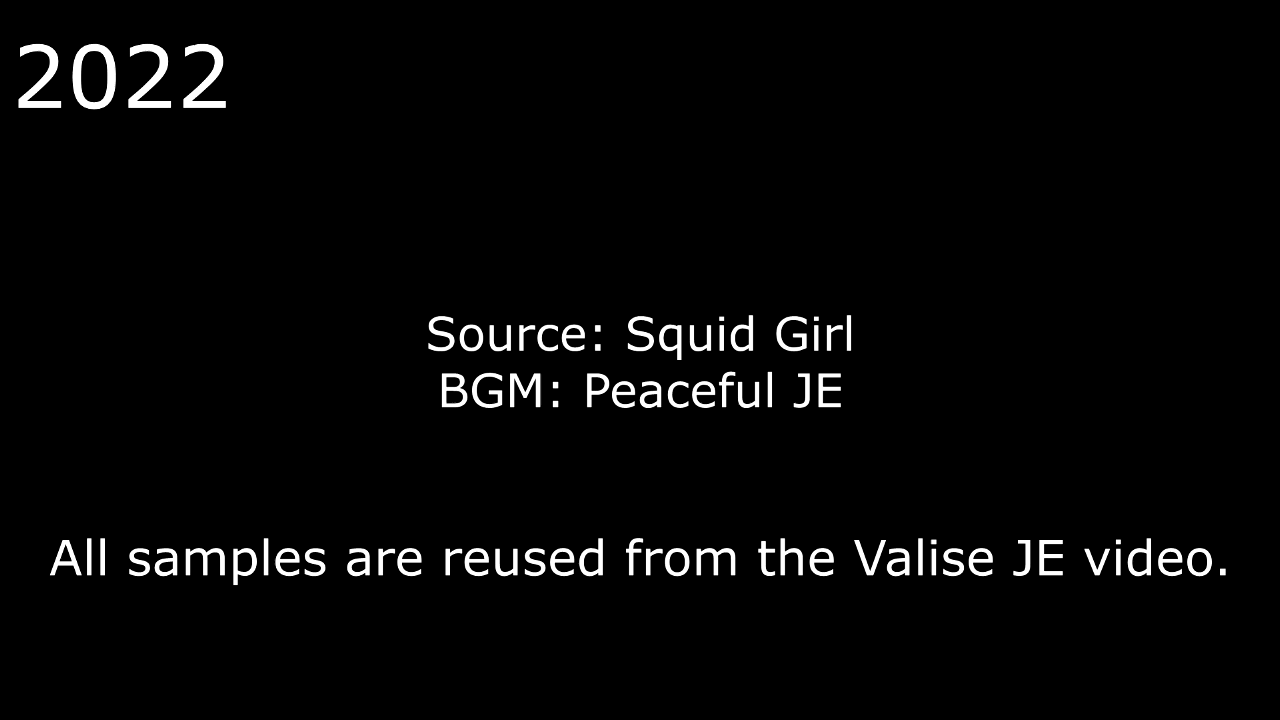 2022
Source: Squid Girl
BGM: Peaceful JE
All samples are reused from the Valise JE video.